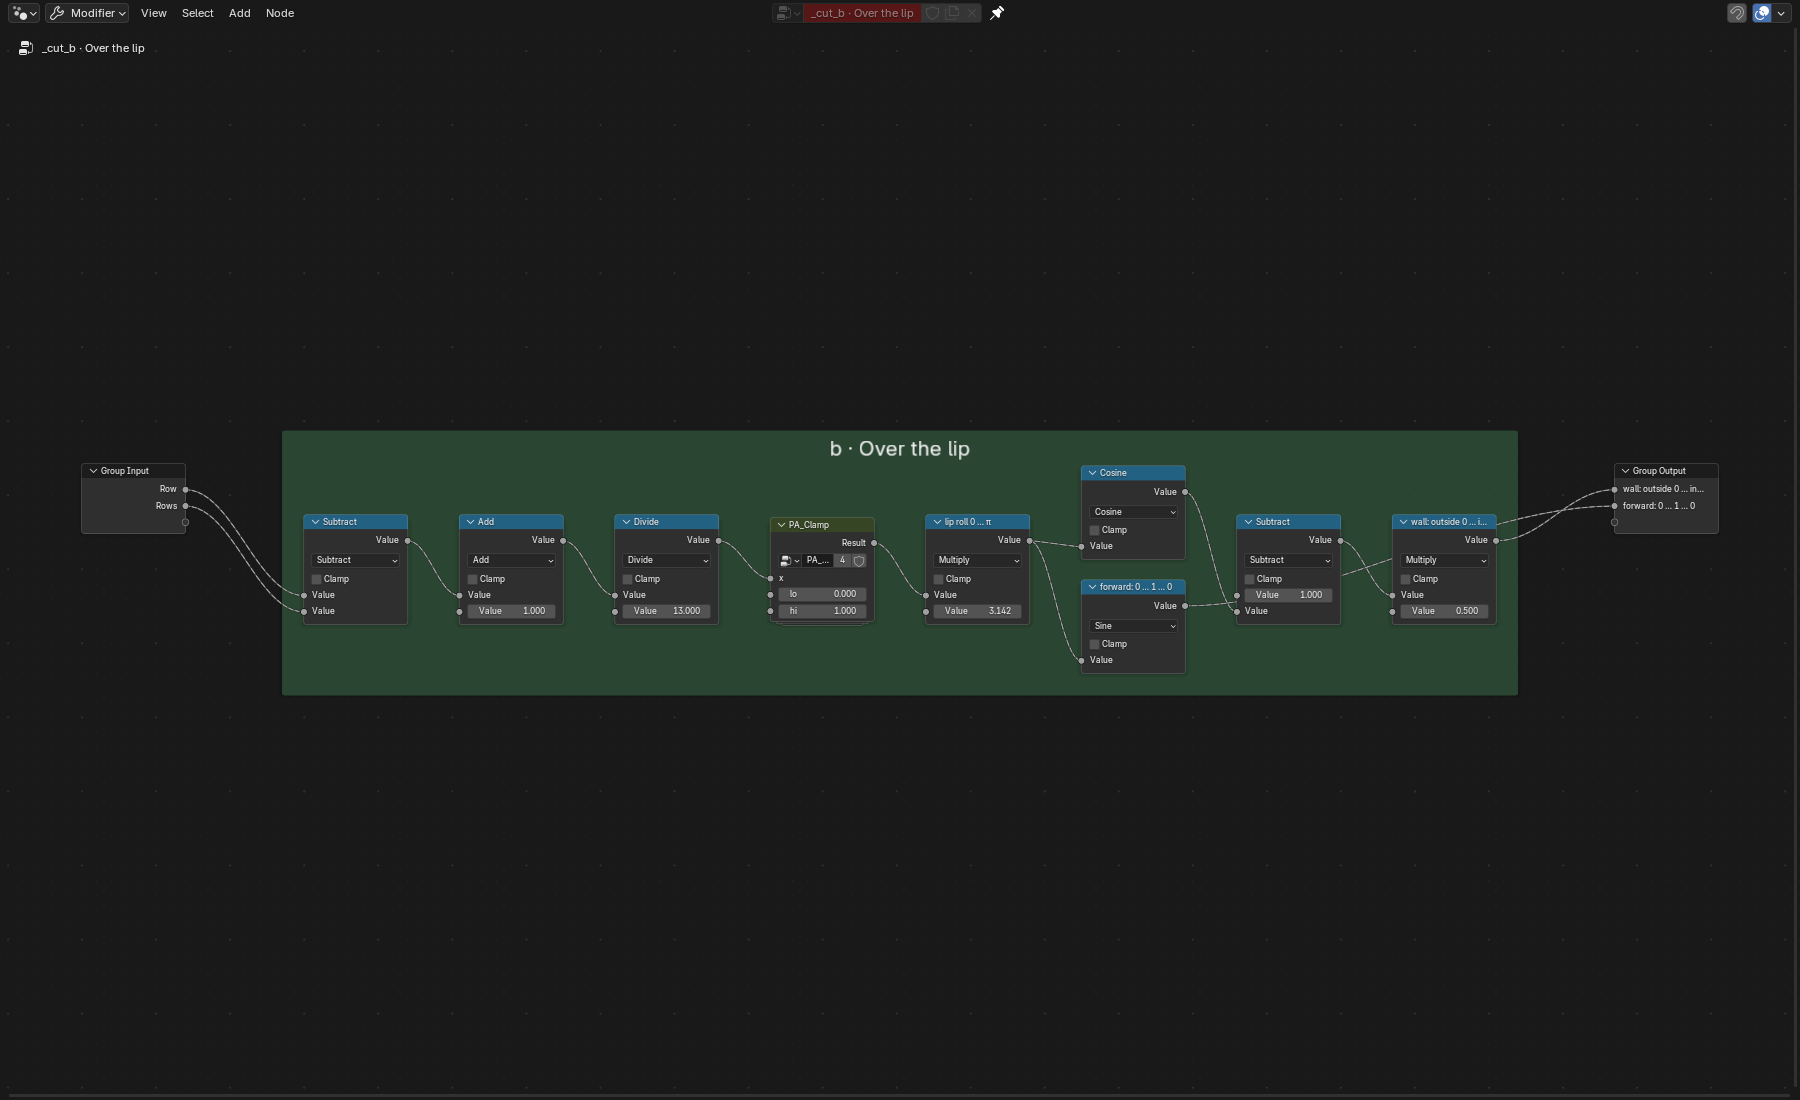 Modifier View Select Add Node
_cut_b · Over the lip
_cut_b · Over the lip
b · Over the lip
Group Input
Row
Rows
Subtract
Value
Subtract
Clamp
Value
Value
Add
Value
Add
Clamp
Value
Value 1.000
Divide
Value
Divide
Clamp
Value
Value 13.000
PA_Clamp
Result
PA_... 4
x
lo 0.000
hi 1.000
lip roll 0 ... π
Value
Multiply
Clamp
Value
Value 3.142
Cosine
Value
Cosine
Clamp
Value
forward: 0 ... 1 ... 0
Value
Sine
Clamp
Value
Subtract
Value
Subtract
Clamp
Value 1.000
Value
wall: outside 0 ... i...
Value
Multiply
Clamp
Value
Value 0.500
Group Output
wall: outside 0 ... in...
forward: 0 ... 1 ... 0